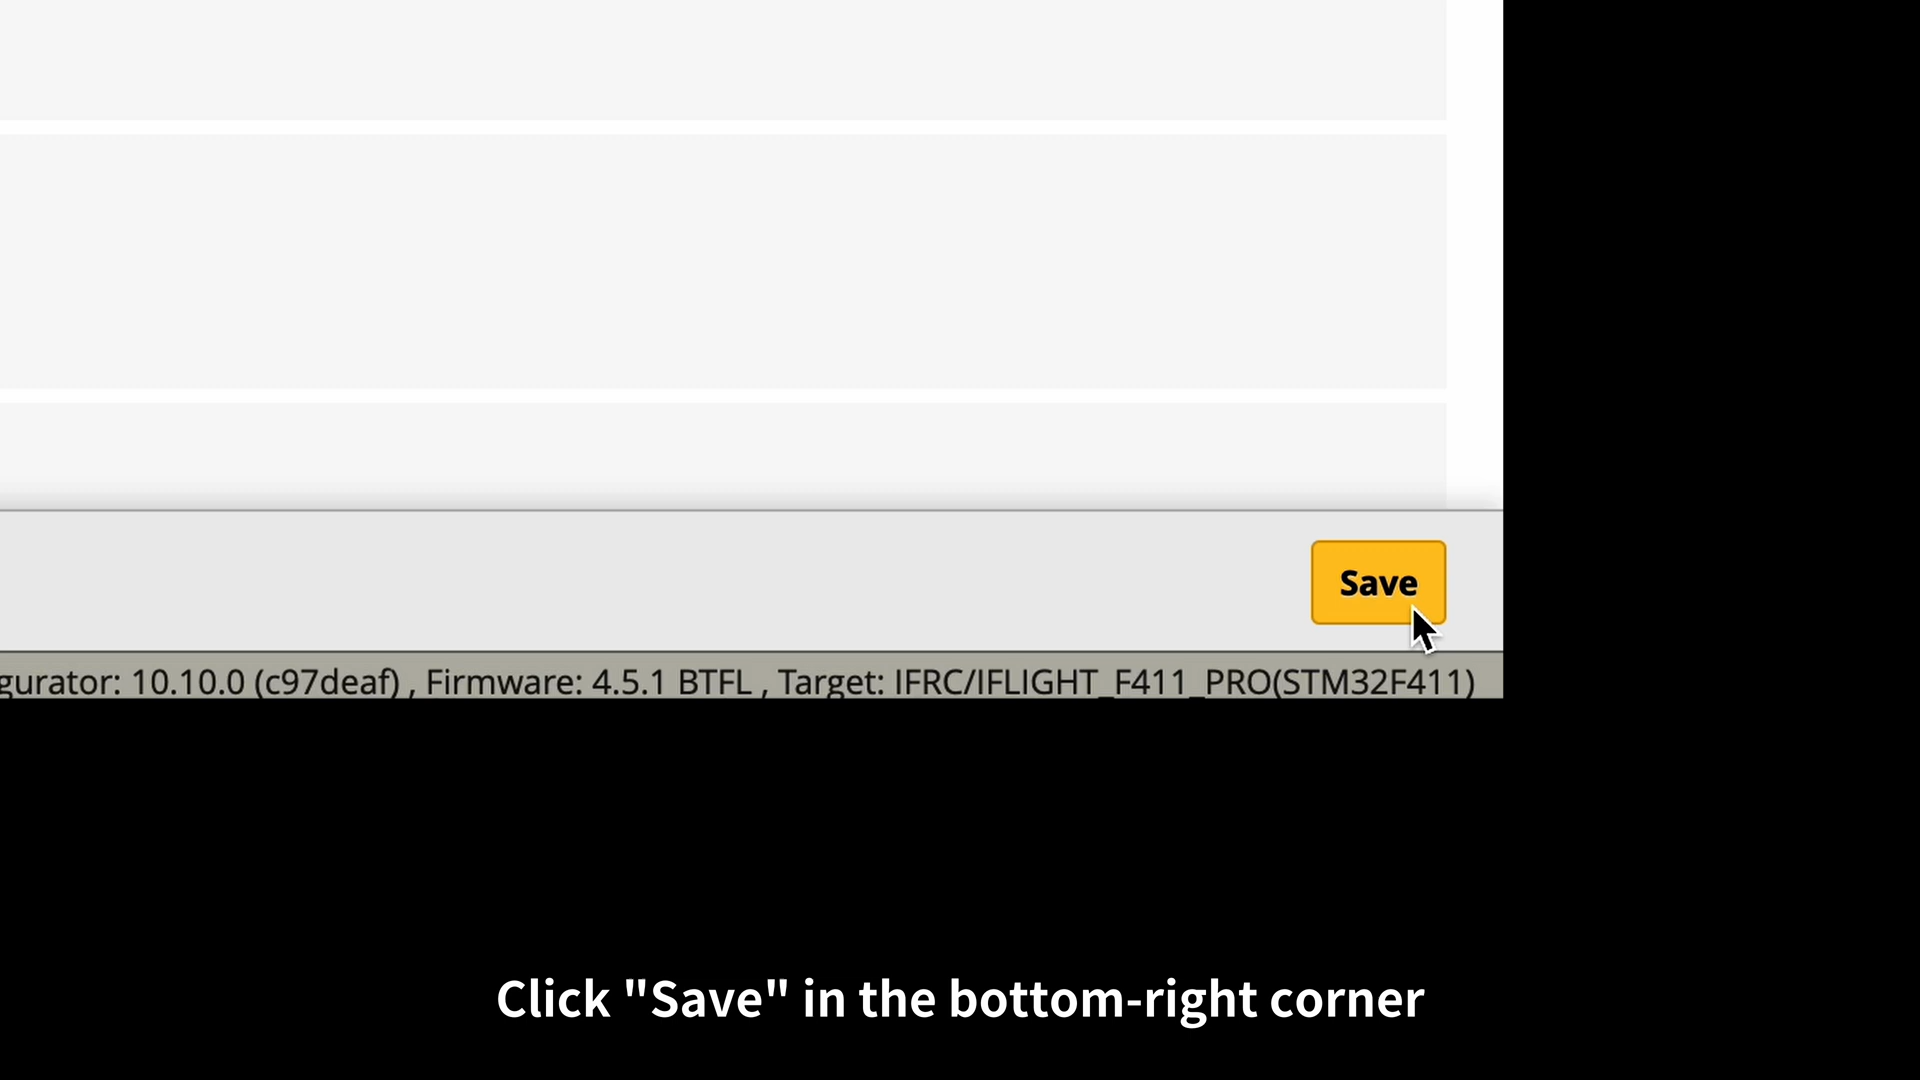 Save
gurator: 10.10.0 (c97deaf) , Firmware: 4.5.1 BTFL , Target: IFRC/IFLIGHT_F411_PRO(STM32F411)
Click "Save" in the bottom-right corner